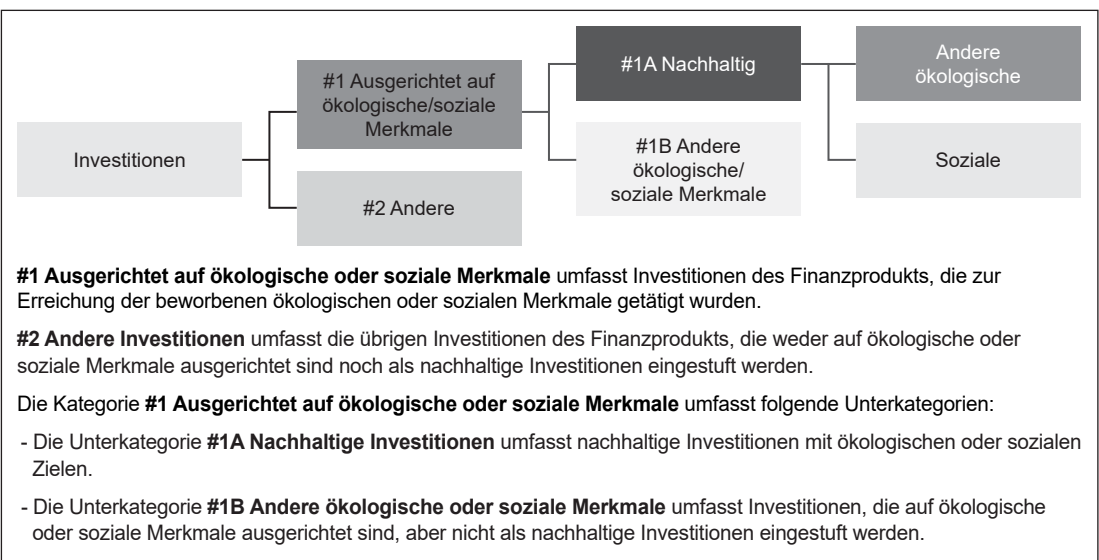 Investitionen
#1 Ausgerichtet auf
ökologische/soziale
Merkmale
#2 Andere
#1A Nachhaltig
#1B Andere
ökologische/
soziale Merkmale
Andere
ökologische
Soziale
#1 Ausgerichtet auf ökologische oder soziale Merkmale umfasst Investitionen des Finanzprodukts, die zur
Erreichung der beworbenen ökologischen oder sozialen Merkmale getätigt wurden.
#2 Andere Investitionen umfasst die übrigen Investitionen des Finanzprodukts, die weder auf ökologische oder
soziale Merkmale ausgerichtet sind noch als nachhaltige Investitionen eingestuft werden.
Die Kategorie #1 Ausgerichtet auf ökologische oder soziale Merkmale umfasst folgende Unterkategorien:
- Die Unterkategorie #1A Nachhaltige Investitionen umfasst nachhaltige Investitionen mit ökologischen oder sozialen
Zielen.
- Die Unterkategorie #1B Andere ökologische oder soziale Merkmale umfasst Investitionen, die auf ökologische
oder soziale Merkmale ausgerichtet sind, aber nicht als nachhaltige Investitionen eingestuft werden.